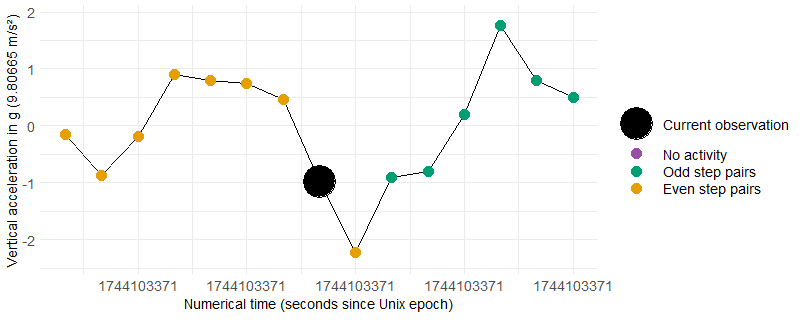 Vertical acceleration in g (9.80665 m/s²)
2
1
0
-1
-2
1744103371 1744103371 1744103371 1744103371 1744103371
Numerical time (seconds since Unix epoch)
Current observation
No activity
Odd step pairs
Even step pairs